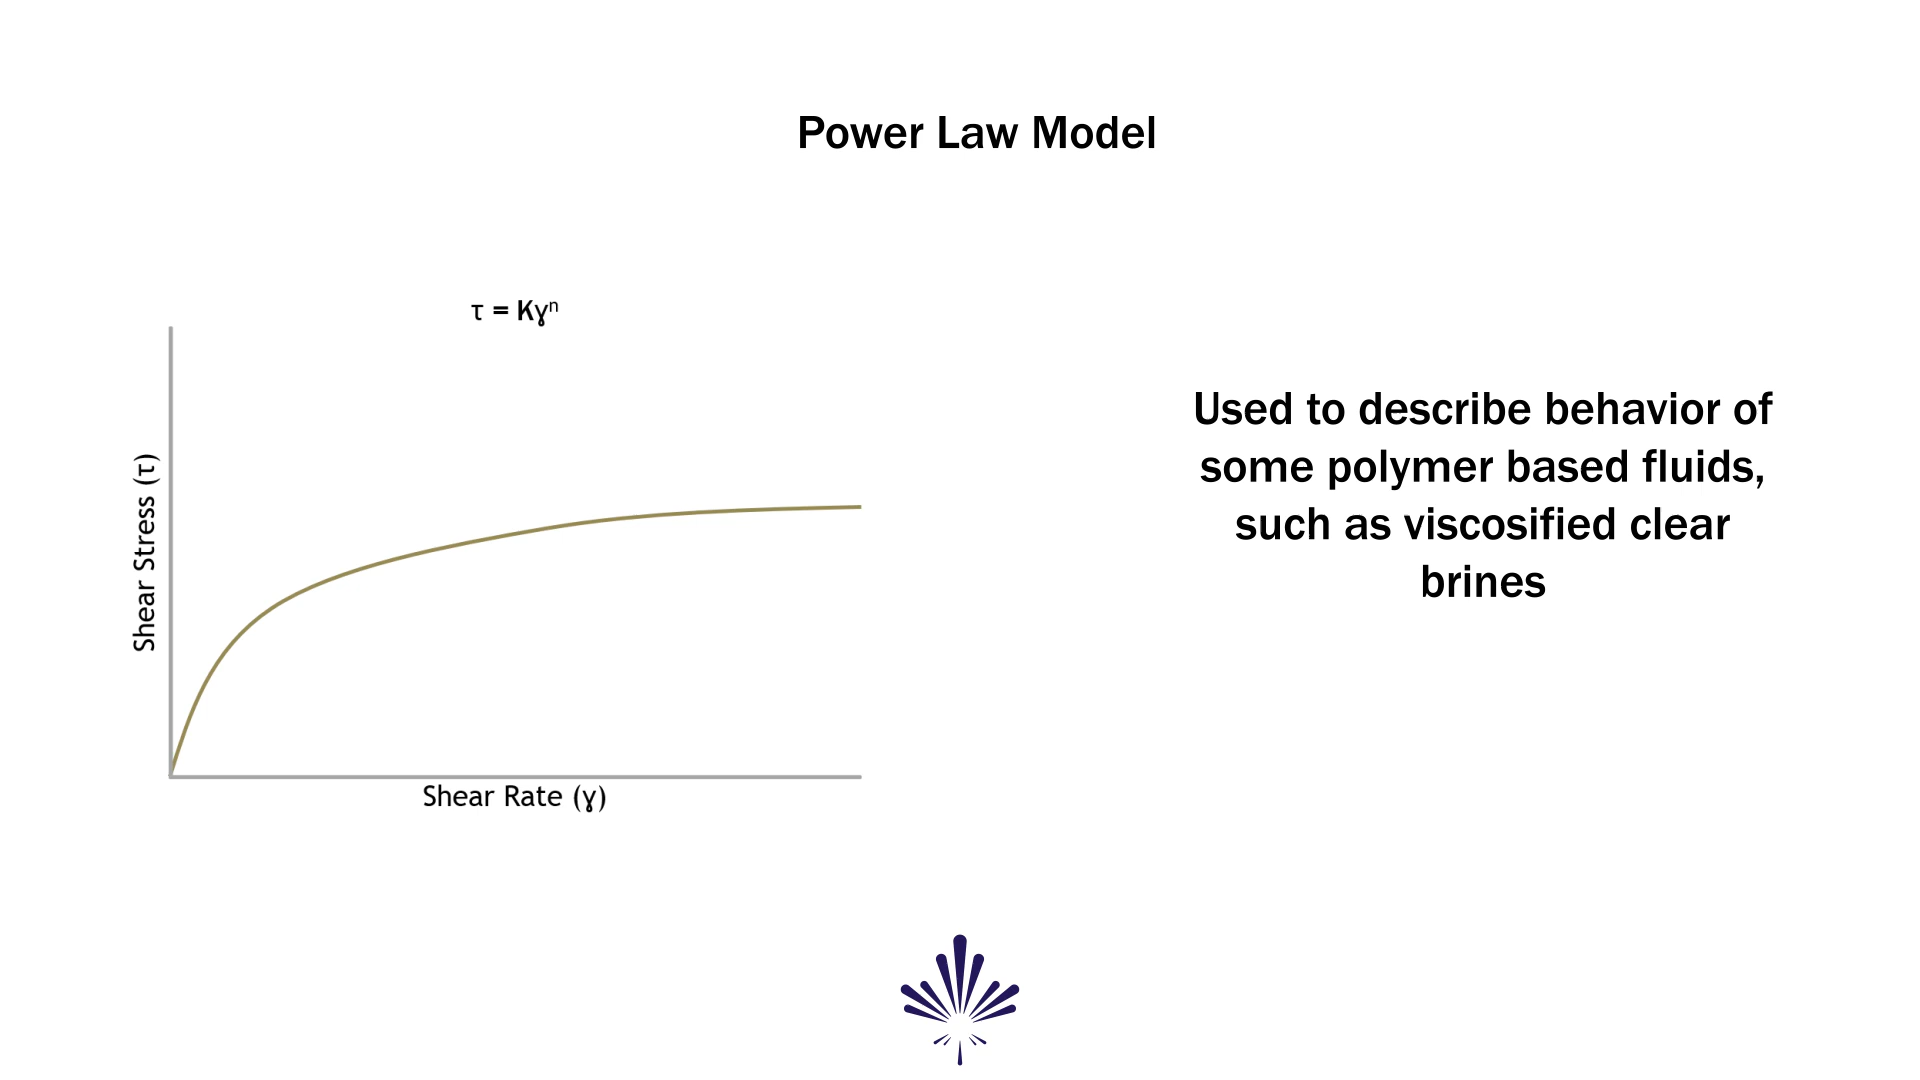 Power Law Model
τ = Kɣⁿ
Shear Stress (τ)
Shear Rate (ɣ)
Used to describe behavior of
some polymer based fluids,
such as viscosified clear
brines